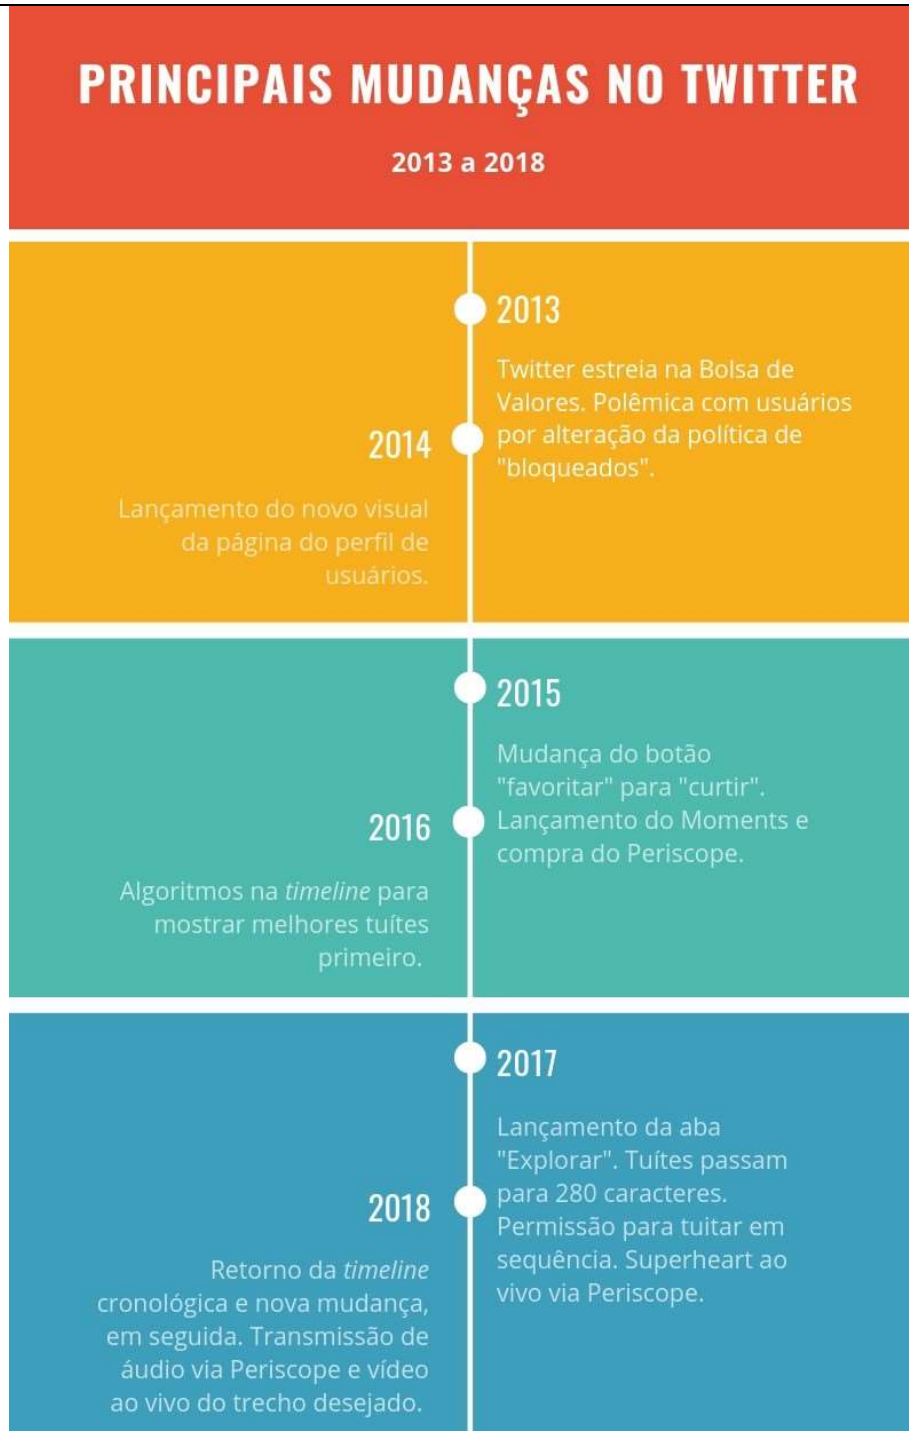 PRINCIPAIS MUDANÇAS NO TWITTER
2013 a 2018
2013
Twitter estreia na Bolsa de
Valores. Polêmica com usuários
por alteração da política de
"bloqueados".
2014
Lançamento do novo visual
da página do perfil de
usuários.
2015
Mudança do botão
"favoritar" para "curtir".
Lançamento do Moments e
compra do Periscope.
2016
Algoritmos na timeline para
mostrar melhores tuítes
primeiro.
2017
Lançamento da aba
"Explorar". Tuítes passam
para 280 caracteres.
Permissão para tuitar em
sequência. Superheart ao
vivo via Periscope.
2018
Retorno da timeline
cronológica e nova mudança,
em seguida. Transmissão de
áudio via Periscope e vídeo
ao vivo do trecho desejado.